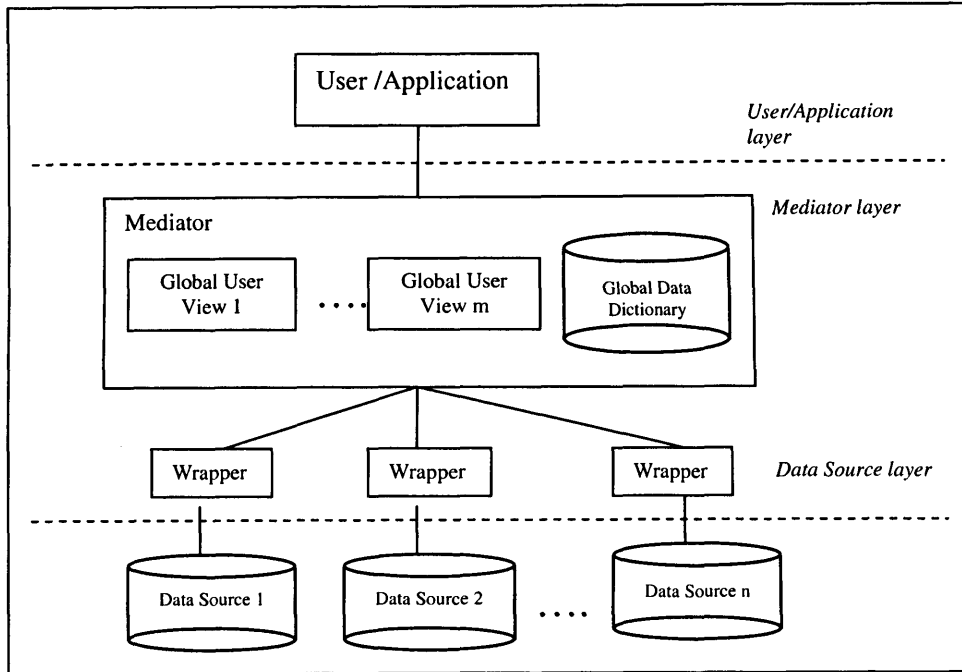 User /Application
User/Application
layer
Mediator layer
Mediator
Global User
View 1
....
Global User
View m
Global Data
Dictionary
Wrapper
Wrapper
Wrapper
Data Source layer
Data Source 1
Data Source 2
....
Data Source n